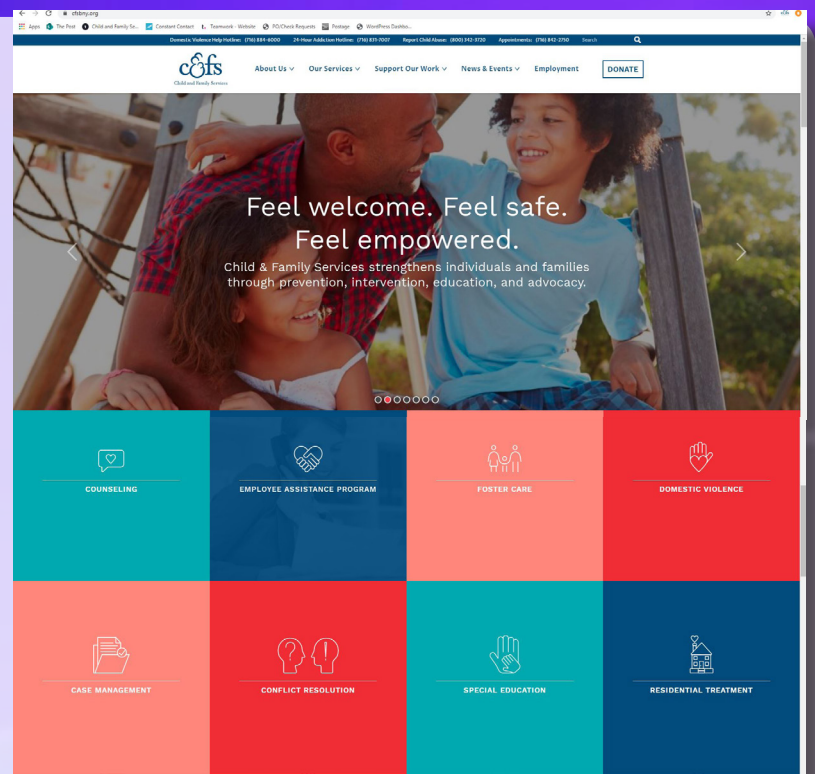 cfsbny.org
Apps The Post Child and Family Se... Constant Contact Teamwork - Website PO/Check Requests Postage WordPress Dashbo...
Domestic Violence Help Hotline: (716) 884-6000 24-Hour Addiction Hotline: (716) 831-7007 Report Child Abuse: (800) 342-3720 Appointments: (716) 842-2750 Search
c&fs
Child and Family Services
About Us Our Services Support Our Work News & Events Employment DONATE
Feel welcome. Feel safe.
Feel empowered.
Child & Family Services strengthens individuals and families
through prevention, intervention, education, and advocacy.
COUNSELING EMPLOYEE ASSISTANCE PROGRAM FOSTER CARE DOMESTIC VIOLENCE
CASE MANAGEMENT CONFLICT RESOLUTION SPECIAL EDUCATION RESIDENTIAL TREATMENT